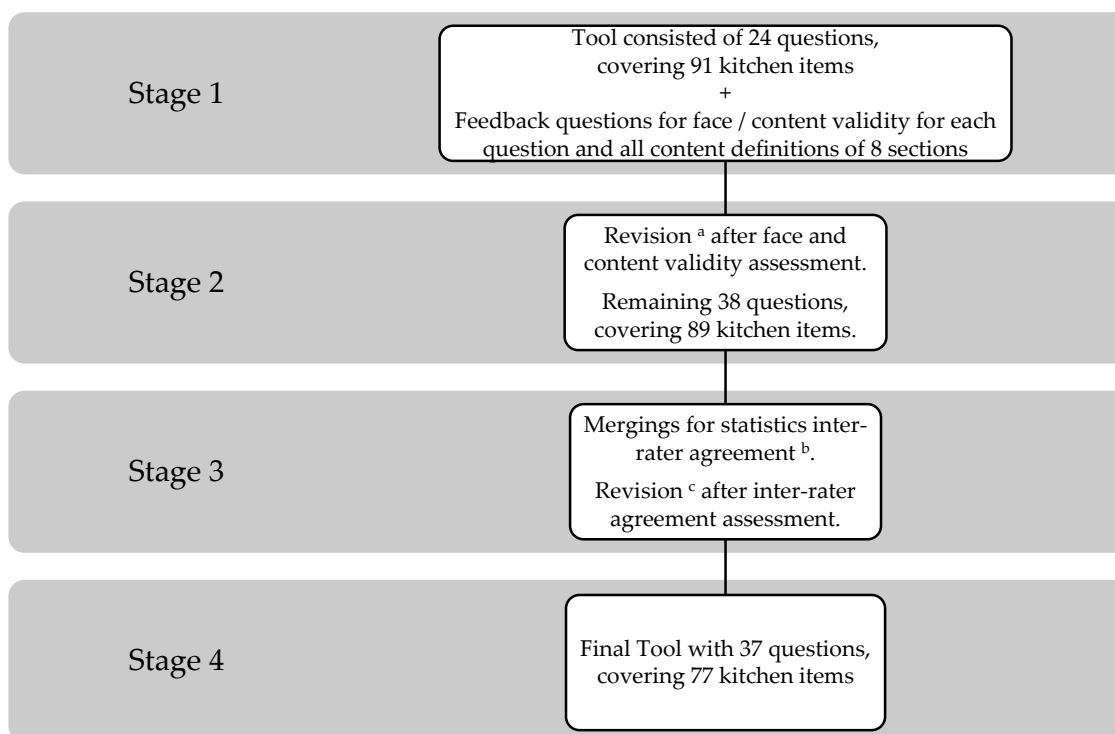 Stage 1
Tool consisted of 24 questions,
covering 91 kitchen items
+
Feedback questions for face / content validity for each
question and all content definitions of 8 sections
Stage 2
Revision ᵃ after face and
content validity assessment.
Remaining 38 questions,
covering 89 kitchen items.
Stage 3
Mergings for statistics inter-
rater agreement ᵇ.
Revision ᶜ after inter-rater
agreement assessment.
Stage 4
Final Tool with 37 questions,
covering 77 kitchen items